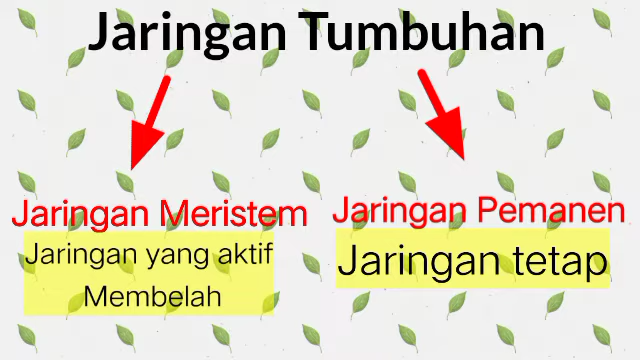 Jaringan Tumbuhan
Jaringan Meristem
Jaringan yang aktif
Membelah
Jaringan Pemanen
Jaringan tetap